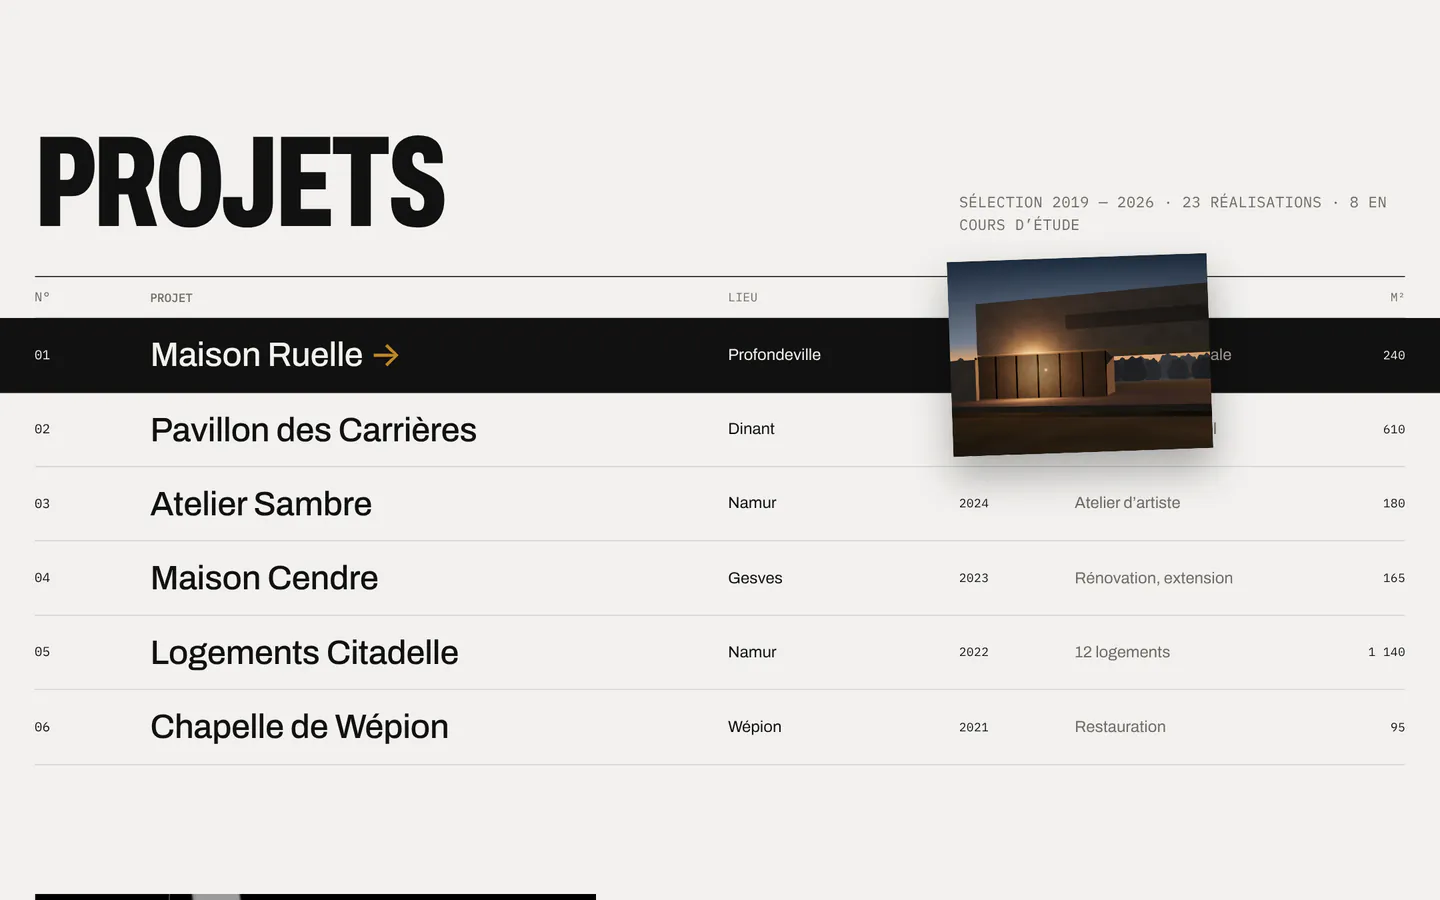 PROJETS
SÉLECTION 2019 — 2026 · 23 RÉALISATIONS · 8 EN
COURS D’ÉTUDE
N° PROJET LIEU M²
01 Maison Ruelle → Profondeville 240
02 Pavillon des Carrières Dinant 610
03 Atelier Sambre Namur 2024 Atelier d’artiste 180
04 Maison Cendre Gesves 2023 Rénovation, extension 165
05 Logements Citadelle Namur 2022 12 logements 1 140
06 Chapelle de Wépion Wépion 2021 Restauration 95